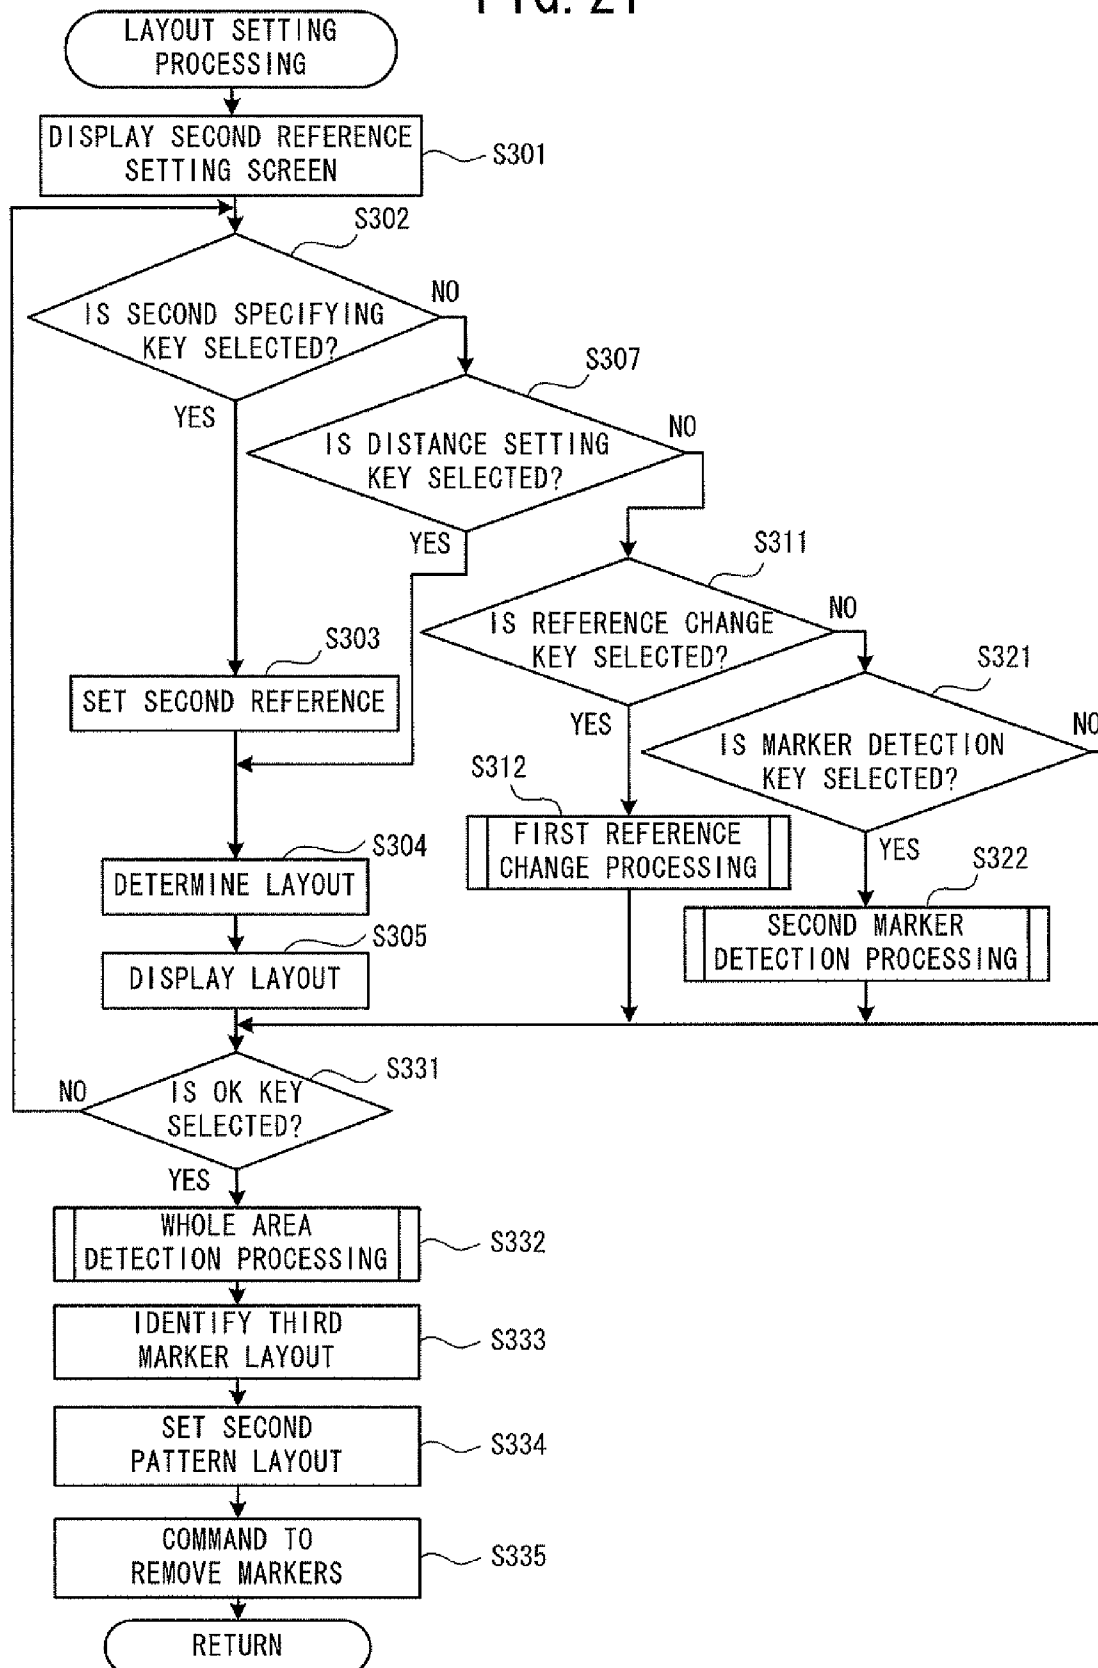 FIG. 21
LAYOUT SETTING
PROCESSING
DISPLAY SECOND REFERENCE
SETTING SCREEN
S301
S302
IS SECOND SPECIFYING
KEY SELECTED?
NO
YES
S307
IS DISTANCE SETTING
KEY SELECTED?
NO
YES
S311
IS REFERENCE CHANGE
KEY SELECTED?
NO
YES
S303
SET SECOND REFERENCE
S321
IS MARKER DETECTION
KEY SELECTED?
NO
YES
S312
FIRST REFERENCE
CHANGE PROCESSING
S304
DETERMINE LAYOUT
S322
SECOND MARKER
DETECTION PROCESSING
S305
DISPLAY LAYOUT
S331
IS OK KEY
SELECTED?
NO
YES
WHOLE AREA
DETECTION PROCESSING
S332
IDENTIFY THIRD
MARKER LAYOUT
S333
SET SECOND
PATTERN LAYOUT
S334
COMMAND TO
REMOVE MARKERS
S335
RETURN